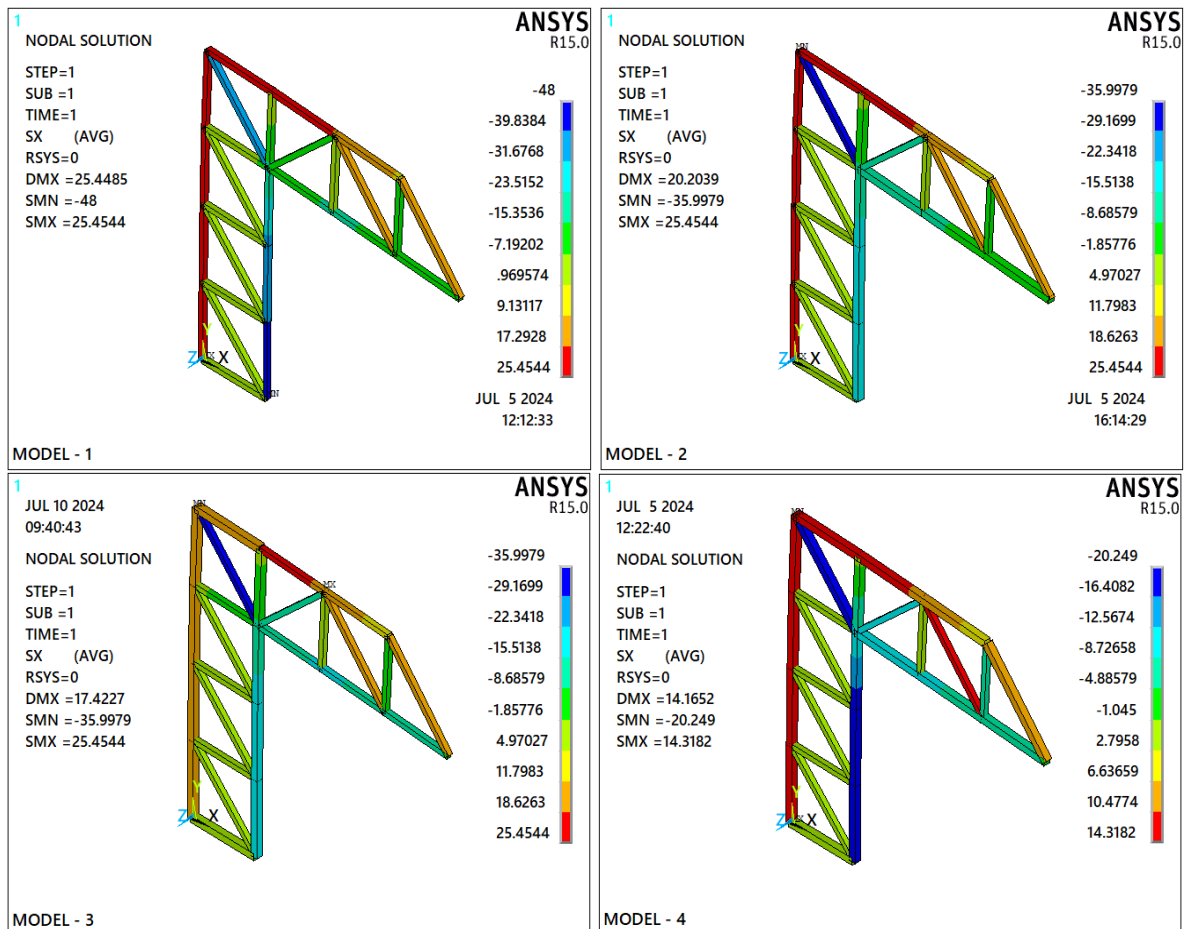 1
ANSYS
R15.0
NODAL SOLUTION
STEP=1
SUB =1
TIME=1
SX (AVG)
RSYS=0
DMX =25.4485
SMN =-48
SMX =25.4544
-48
-39.8384
-31.6768
-23.5152
-15.3536
-7.19202
.969574
9.13117
17.2928
25.4544
Y
Z X
JUL 5 2024
12:12:33
MODEL - 1
1
ANSYS
R15.0
NODAL SOLUTION
STEP=1
SUB =1
TIME=1
SX (AVG)
RSYS=0
DMX =20.2039
SMN =-35.9979
SMX =25.4544
MN
-35.9979
-29.1699
-22.3418
-15.5138
-8.68579
-1.85776
4.97027
11.7983
18.6263
25.4544
Y
Z X
JUL 5 2024
16:14:29
MODEL - 2
1
ANSYS
R15.0
JUL 10 2024
09:40:43
NODAL SOLUTION
STEP=1
SUB =1
TIME=1
SX (AVG)
RSYS=0
DMX =17.4227
SMN =-35.9979
SMX =25.4544
MN
MX
-35.9979
-29.1699
-22.3418
-15.5138
-8.68579
-1.85776
4.97027
11.7983
18.6263
25.4544
Y
Z X
MODEL - 3
1
ANSYS
R15.0
JUL 5 2024
12:22:40
NODAL SOLUTION
STEP=1
SUB =1
TIME=1
SX (AVG)
RSYS=0
DMX =14.1652
SMN =-20.249
SMX =14.3182
MN
-20.249
-16.4082
-12.5674
-8.72658
-4.88579
-1.045
2.7958
6.63659
10.4774
14.3182
Y
Z X
MODEL - 4